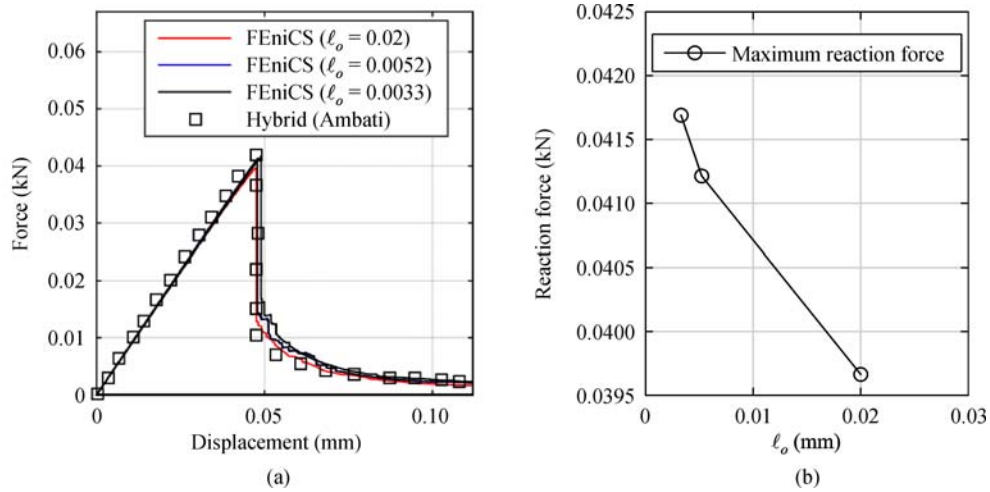 0.06
0.05
0.04
0.03
0.02
0.01
0
Force (kN)
FEniCS (ℓo = 0.02)
FEniCS (ℓo = 0.0052)
FEniCS (ℓo = 0.0033)
Hybrid (Ambati)
0 0.05 0.10
Displacement (mm)
(a)
0.0425
0.0420
0.0415
0.0410
0.0405
0.0400
0.0395
Reaction force (kN)
Maximum reaction force
0 0.01 0.02 0.03
ℓo (mm)
(b)